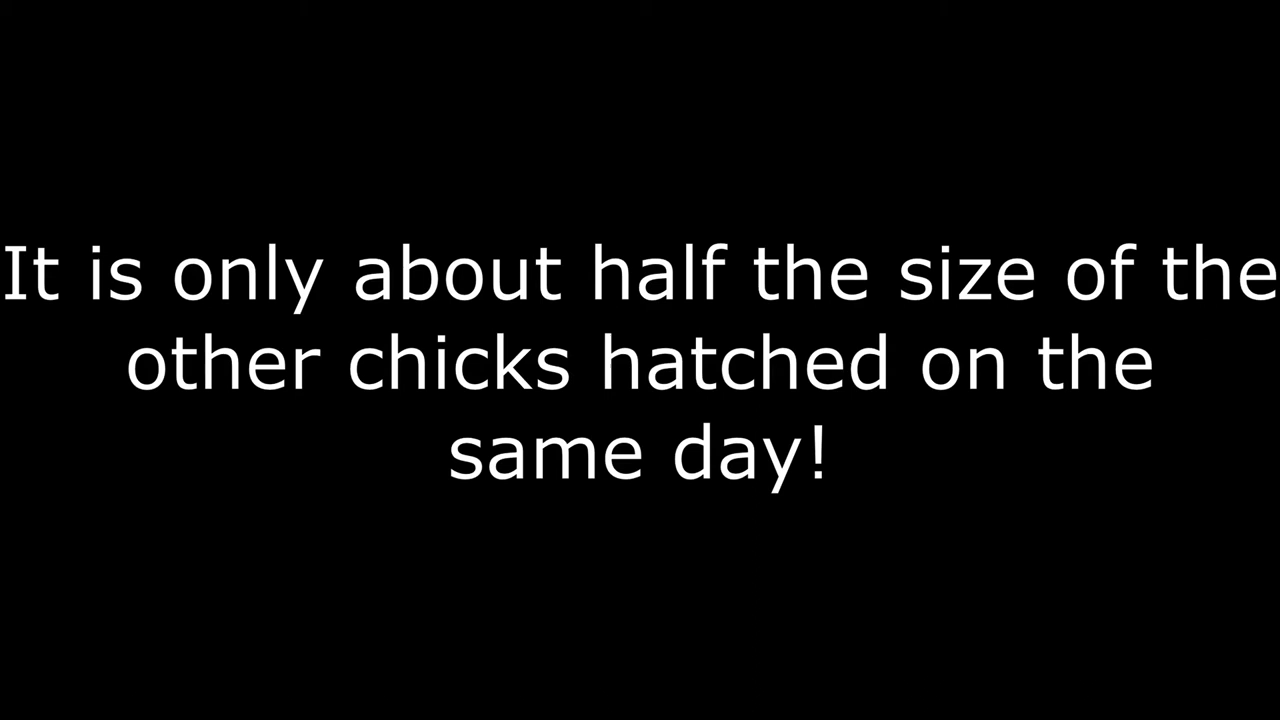 It is only about half the size of the
other chicks hatched on the
same day!